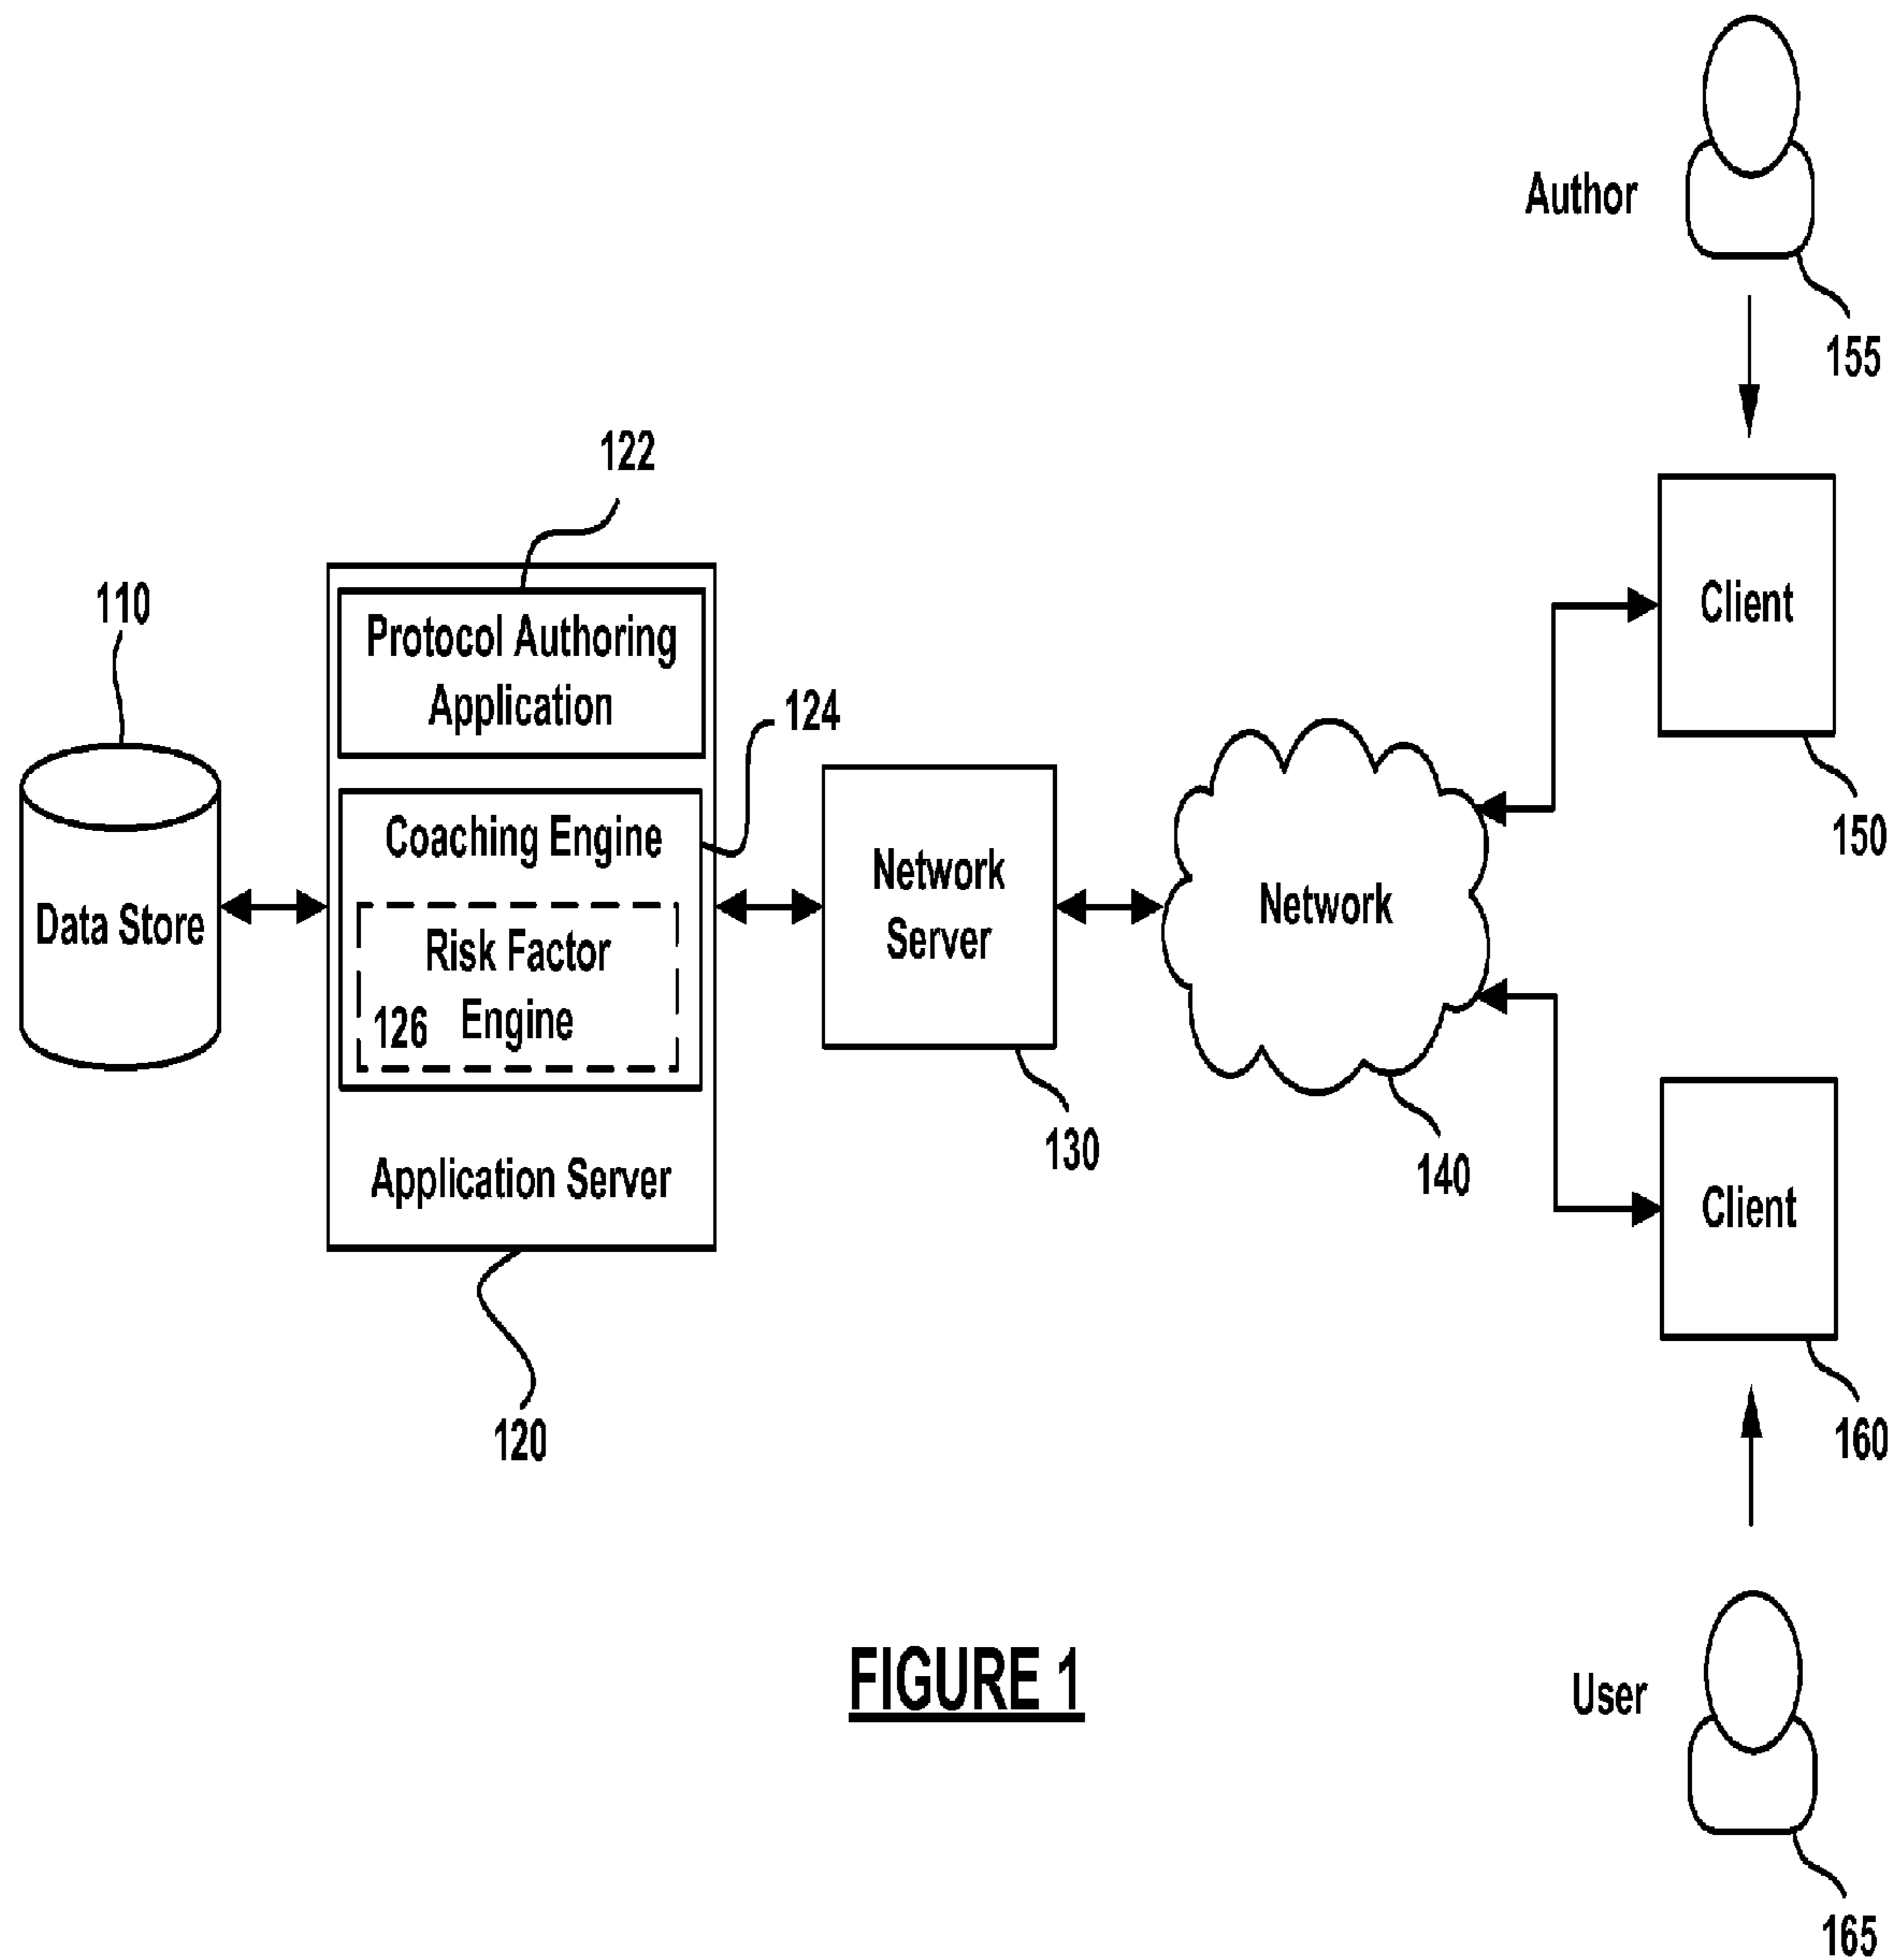 Author
155
122
110
Protocol Authoring
Application
124
Client
150
Coaching Engine
Data Store
Risk Factor
126 Engine
Network
Server
Network
130
140
Application Server
Client
120
160
FIGURE 1
User
165